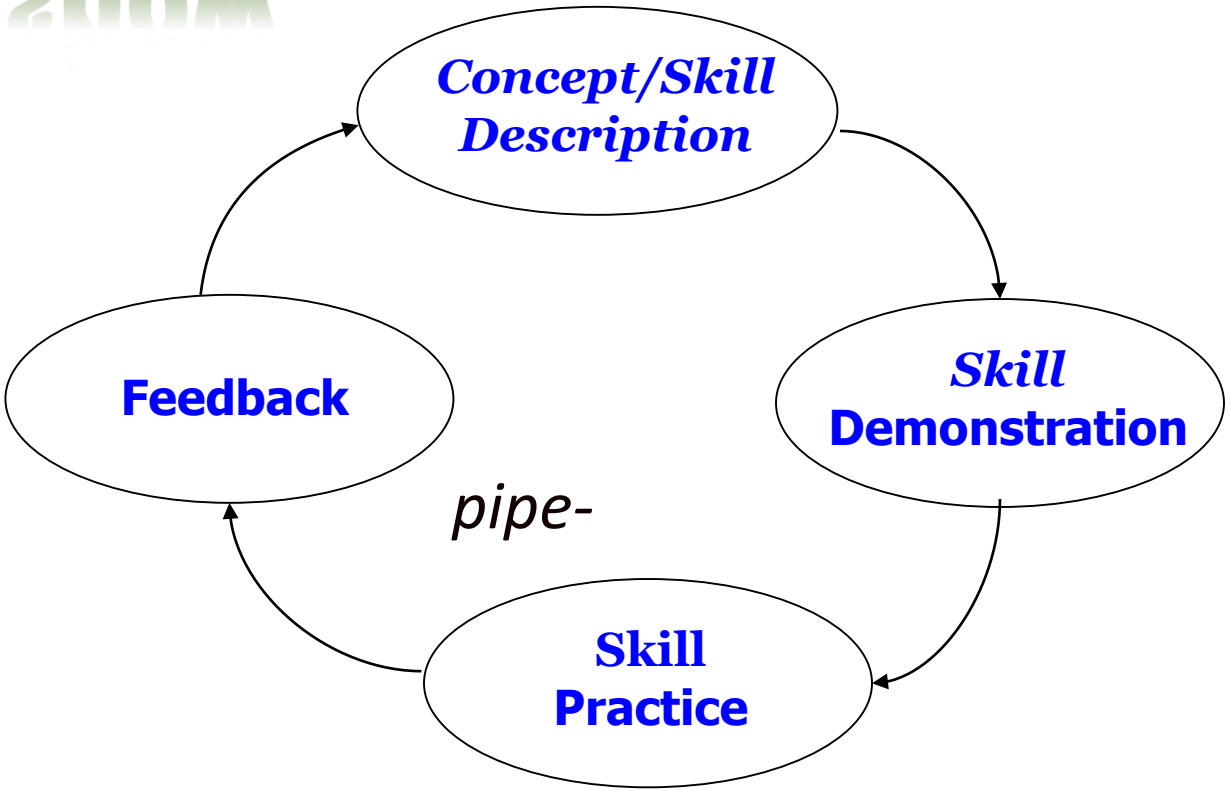 Concept/Skill
Description
Skill
Demonstration
Feedback
pipe-
Skill
Practice